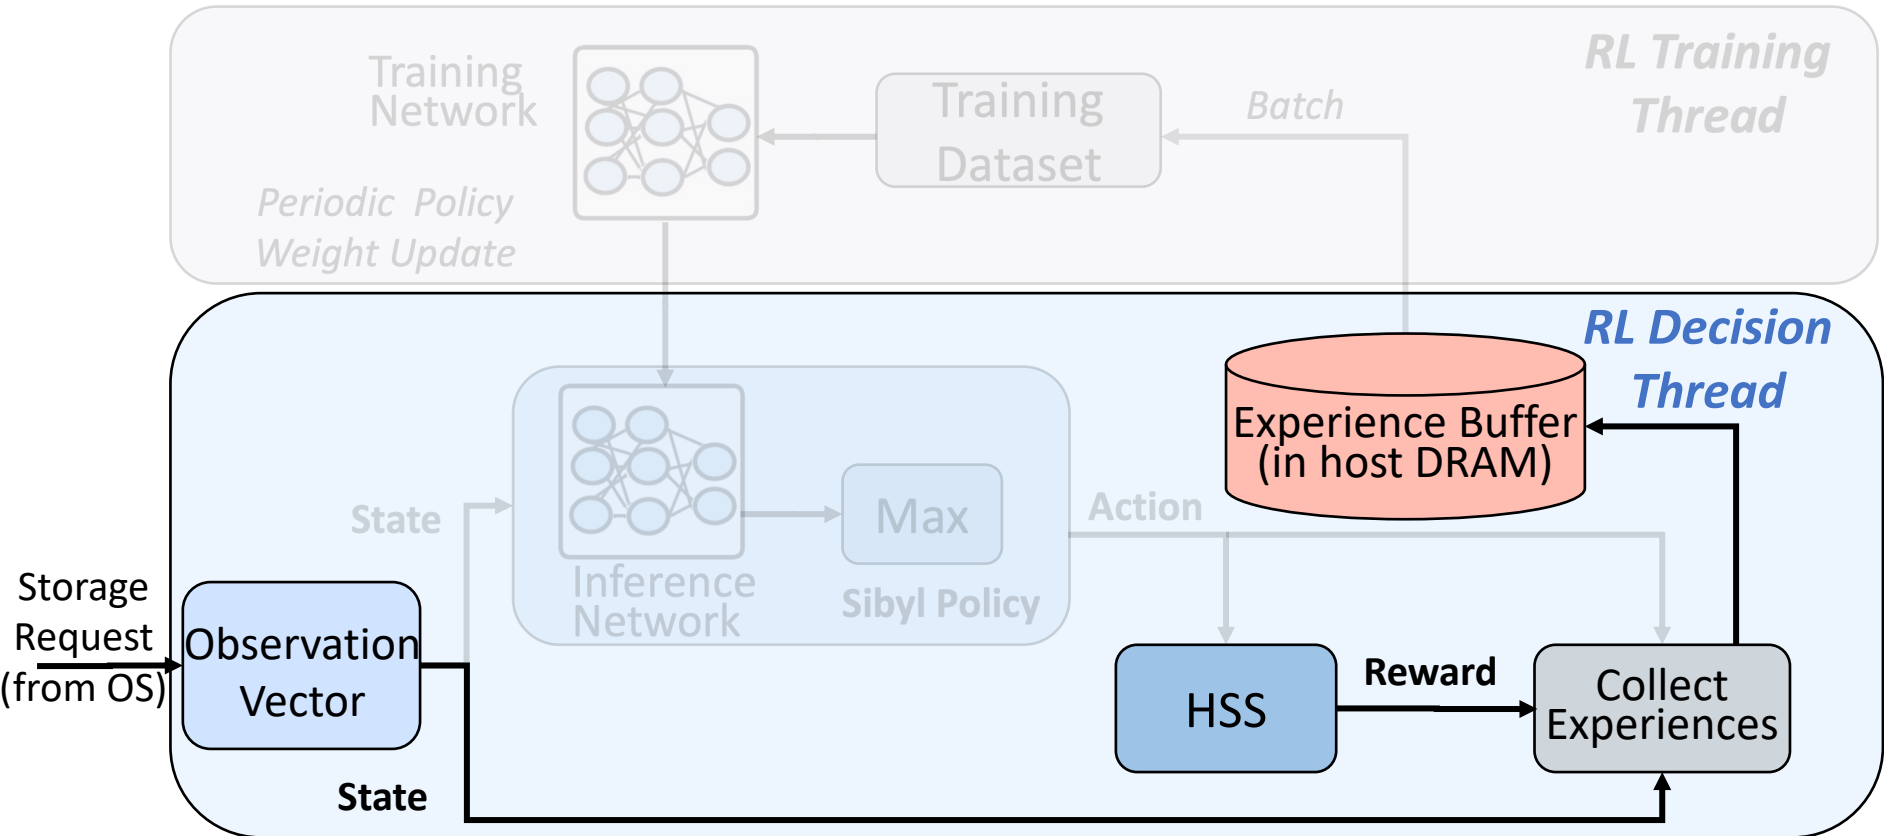 RL Training
Thread
Training
Network
Training
Dataset
Batch
Periodic Policy
Weight Update
RL Decision
Thread
Experience Buffer
(in host DRAM)
State
Max
Action
Inference
Network
Sibyl Policy
Storage
Request
(from OS)
Observation
Vector
HSS
Reward
Collect
Experiences
State